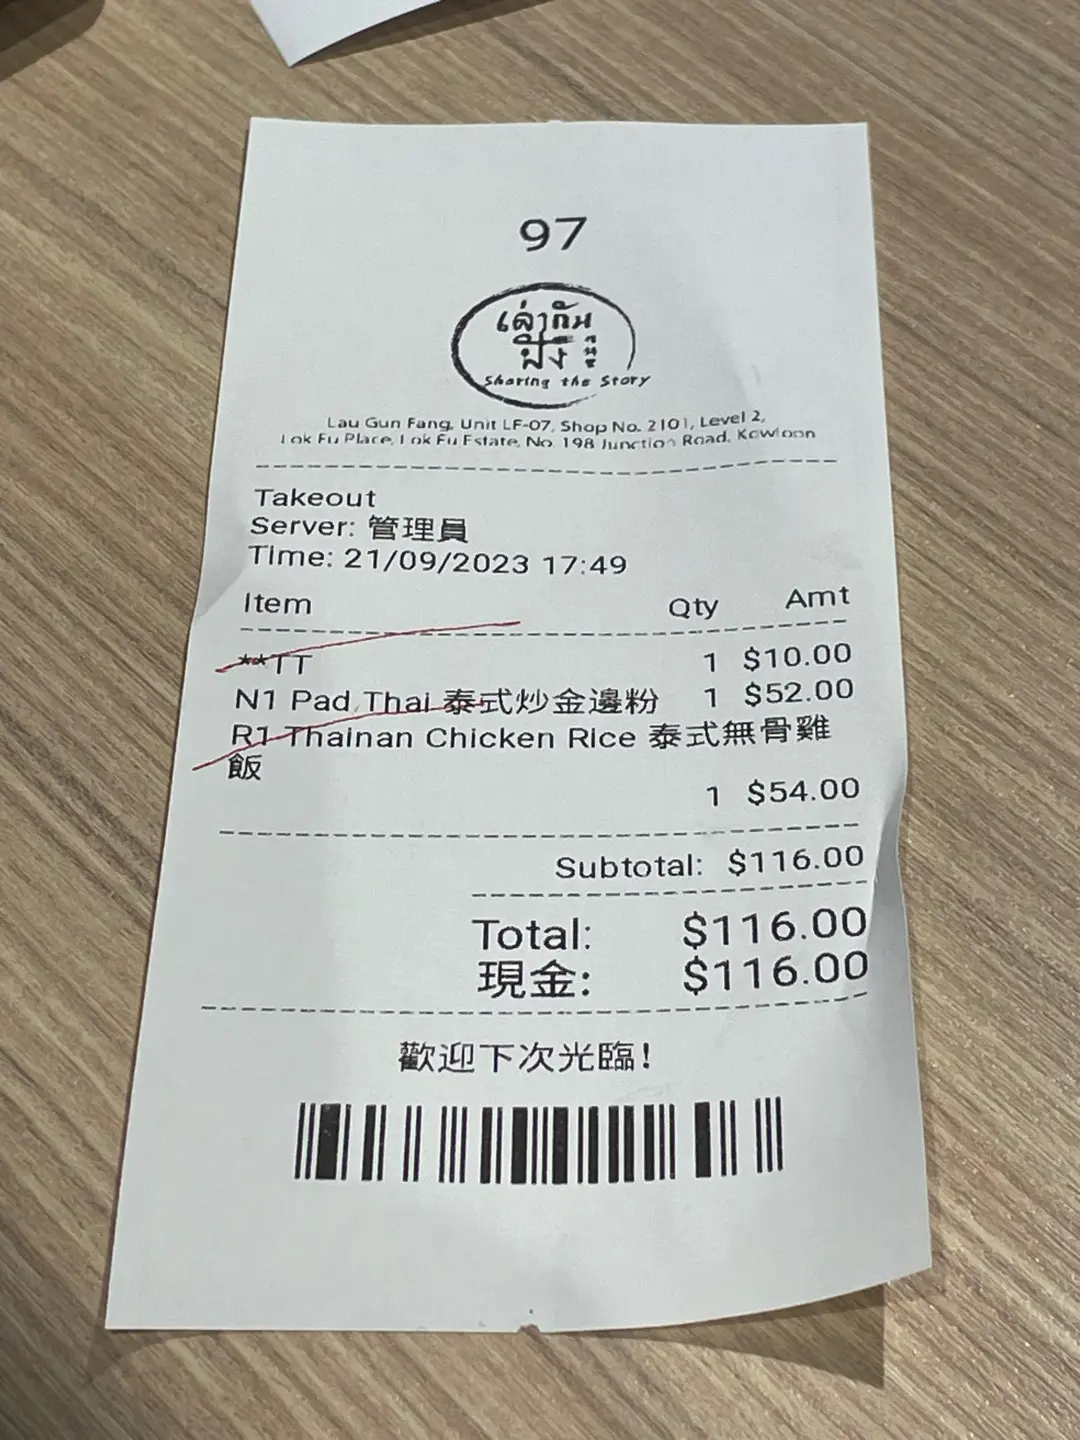 97
เล่ากัน
ฟัง
Sharing the Story
Lau Gun Fang, Unit LF-07, Shop No. 2101, Level 2,
Lok Fu Place, Lok Fu Estate, No. 198 Junction Road, Kowloon
Takeout
Server: 管理員
Time: 21/09/2023 17:49
Item Qty Amt
**TT 1 $10.00
N1 Pad Thai 泰式炒金邊粉 1 $52.00
R1 Thainan Chicken Rice 泰式無骨雞
飯
1 $54.00
Subtotal: $116.00
Total: $116.00
現金: $116.00
歡迎下次光臨!